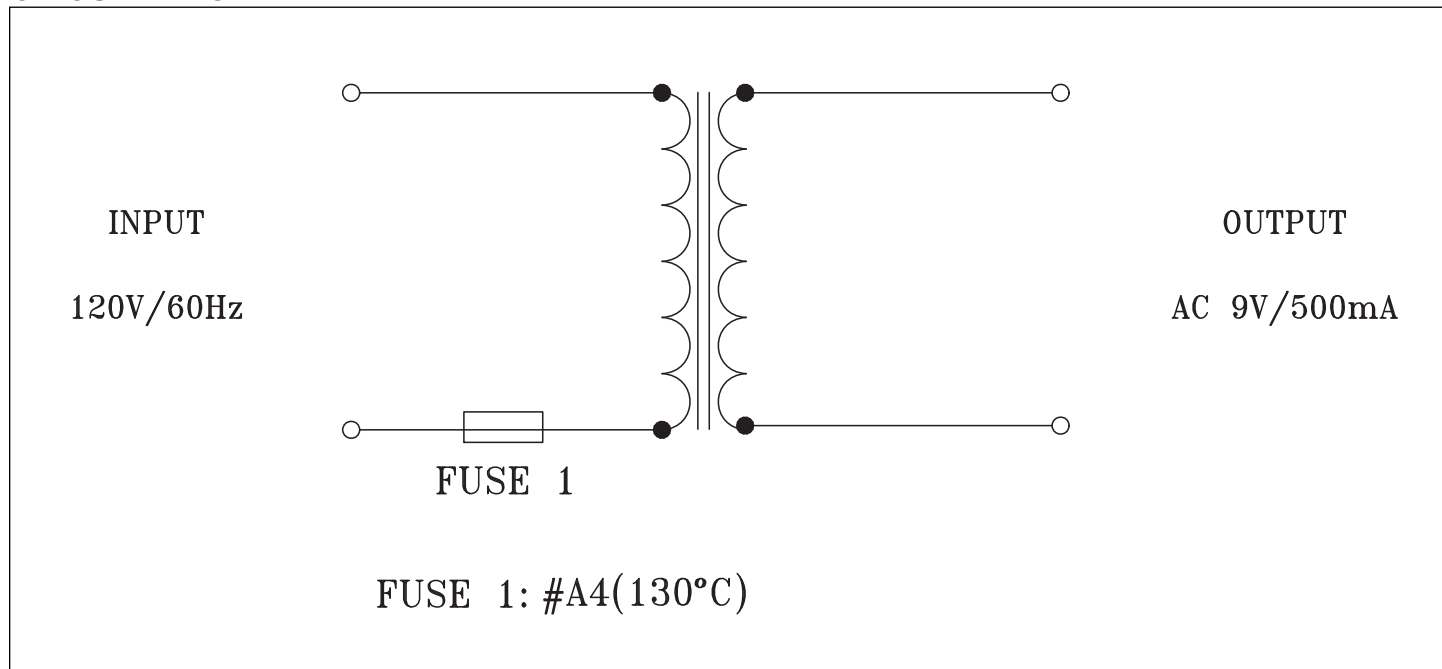 INPUT
120V/60Hz
OUTPUT
AC 9V/500mA
FUSE 1
FUSE 1: #A4(130°C)